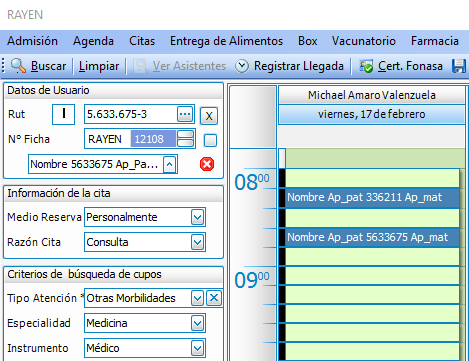 RAYEN
Admisión Agenda Citas Entrega de Alimentos Box Vacunatorio Farmacia
Buscar Limpiar Ver Asistentes Registrar Llegada Cert. Fonasa
Datos de Usuario
Rut I 5.633.675-3 ... X
Nº Ficha RAYEN 12108
Nombre 5633675 Ap_Pa...
Información de la cita
Medio Reserva Personalmente
Razón Cita Consulta
Criterios de búsqueda de cupos
Tipo Atención * Otras Morbilidades
Especialidad Medicina
Instrumento Médico
Michael Amaro Valenzuela
viernes, 17 de febrero
08 00
Nombre Ap_pat 336211 Ap_mat
Nombre Ap_pat 5633675 Ap_mat
09 00